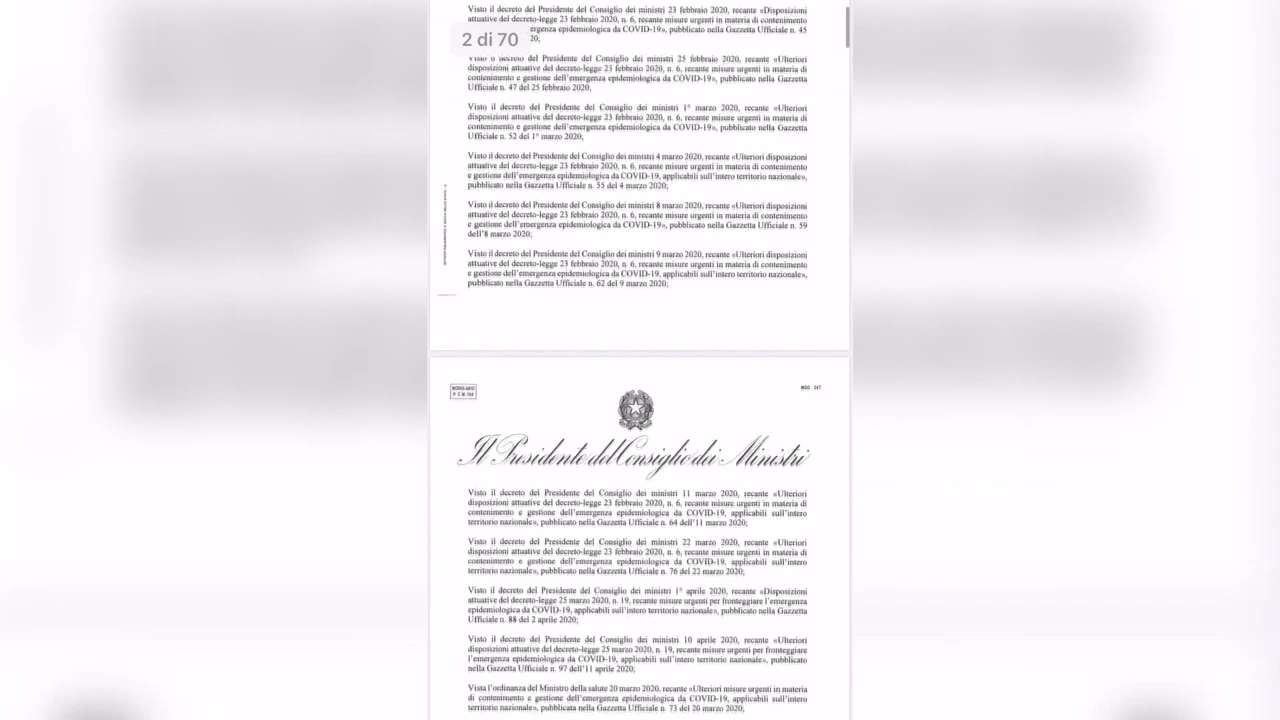 Visto il decreto del Presidente del Consiglio dei ministri 23 febbraio 2020, recante «Disposizioni
attuative del decreto-legge 23 febbraio 2020, n. 6, recante misure urgenti in materia di contenimento
ergenza epidemiologica da COVID-19», pubblicato nella Gazzetta Ufficiale n. 45
20;
2 di 70
Visto il decreto del Presidente del Consiglio dei ministri 25 febbraio 2020, recante «Ulteriori
disposizioni attuative del decreto-legge 23 febbraio 2020, n. 6, recante misure urgenti in materia di
contenimento e gestione dell'emergenza epidemiologica da COVID-19», pubblicato nella Gazzetta
Ufficiale n. 47 del 25 febbraio 2020;
Visto il decreto del Presidente del Consiglio dei ministri 1° marzo 2020, recante «Ulteriori
disposizioni attuative del decreto-legge 23 febbraio 2020, n. 6, recante misure urgenti in materia di
contenimento e gestione dell'emergenza epidemiologica da COVID-19», pubblicato nella Gazzetta
Ufficiale n. 52 del 1° marzo 2020;
Visto il decreto del Presidente del Consiglio dei ministri 4 marzo 2020, recante «Ulteriori disposizioni
attuative del decreto-legge 23 febbraio 2020, n. 6, recante misure urgenti in materia di contenimento
e gestione dell'emergenza epidemiologica da COVID-19, applicabili sull'intero territorio nazionale»,
pubblicato nella Gazzetta Ufficiale n. 55 del 4 marzo 2020;
Visto il decreto del Presidente del Consiglio dei ministri 8 marzo 2020, recante «Ulteriori disposizioni
attuative del decreto-legge 23 febbraio 2020, n. 6, recante misure urgenti in materia di contenimento
e gestione dell'emergenza epidemiologica da COVID-19», pubblicato nella Gazzetta Ufficiale n. 59
dell'8 marzo 2020;
Visto il decreto del Presidente del Consiglio dei ministri 9 marzo 2020, recante «Ulteriori disposizioni
attuative del decreto-legge 23 febbraio 2020, n. 6, recante misure urgenti in materia di contenimento
e gestione dell'emergenza epidemiologica da COVID-19, applicabili sull'intero territorio nazionale»,
pubblicato nella Gazzetta Ufficiale n. 62 del 9 marzo 2020;
MODULARIO
P. C. M. 194
MOD. 247
Il Presidente del Consiglio dei Ministri
Visto il decreto del Presidente del Consiglio dei ministri 11 marzo 2020, recante «Ulteriori
disposizioni attuative del decreto-legge 23 febbraio 2020, n. 6, recante misure urgenti in materia di
contenimento e gestione dell'emergenza epidemiologica da COVID-19, applicabili sull'intero
territorio nazionale», pubblicato nella Gazzetta Ufficiale n. 64 dell'11 marzo 2020;
Visto il decreto del Presidente del Consiglio dei ministri 22 marzo 2020, recante «Ulteriori
disposizioni attuative del decreto-legge 23 febbraio 2020, n. 6, recante misure urgenti in materia di
contenimento e gestione dell'emergenza epidemiologica da COVID-19, applicabili sull'intero
territorio nazionale», pubblicato nella Gazzetta Ufficiale n. 76 del 22 marzo 2020;
Visto il decreto del Presidente del Consiglio dei ministri 1° aprile 2020, recante «Disposizioni
attuative del decreto-legge 25 marzo 2020, n. 19, recante misure urgenti per fronteggiare l'emergenza
epidemiologica da COVID-19, applicabili sull'intero territorio nazionale», pubblicato nella Gazzetta
Ufficiale n. 88 del 2 aprile 2020;
Visto il decreto del Presidente del Consiglio dei ministri 10 aprile 2020, recante «Ulteriori
disposizioni attuative del decreto-legge 25 marzo 2020, n. 19, recante misure urgenti per fronteggiare
l'emergenza epidemiologica da COVID-19, applicabili sull'intero territorio nazionale», pubblicato
nella Gazzetta Ufficiale n. 97 dell'11 aprile 2020;
Vista l'ordinanza del Ministro della salute 20 marzo 2020, recante «Ulteriori misure urgenti in materia
di contenimento e gestione dell'emergenza epidemiologica da COVID-19, applicabili sull'intero
territorio nazionale», pubblicata nella Gazzetta Ufficiale n. 73 del 20 marzo 2020;